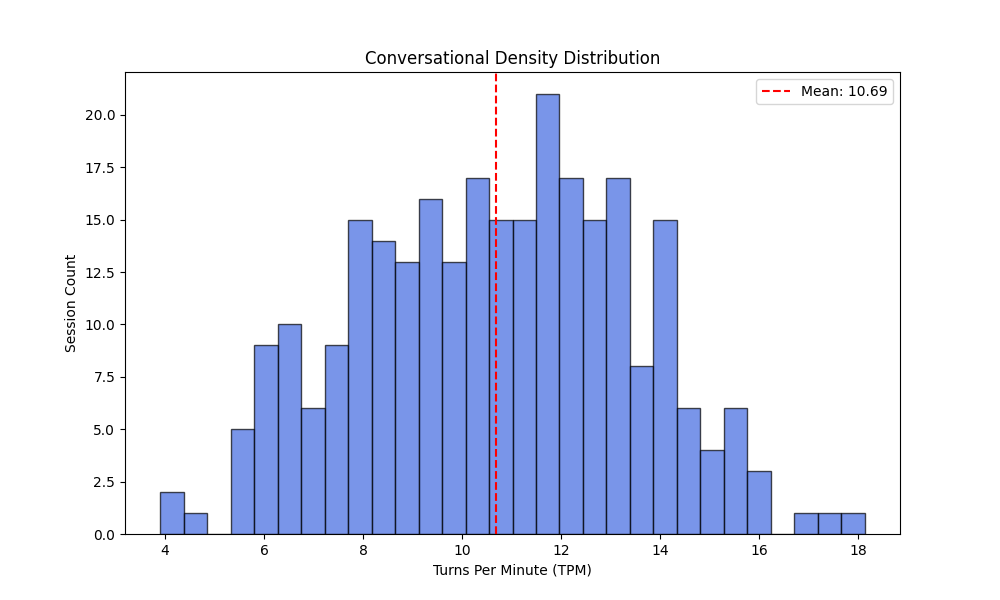 Conversational Density Distribution
Mean: 10.69
20.0
17.5
15.0
12.5
10.0
7.5
5.0
2.5
0.0
Session Count
4 6 8 10 12 14 16 18
Turns Per Minute (TPM)